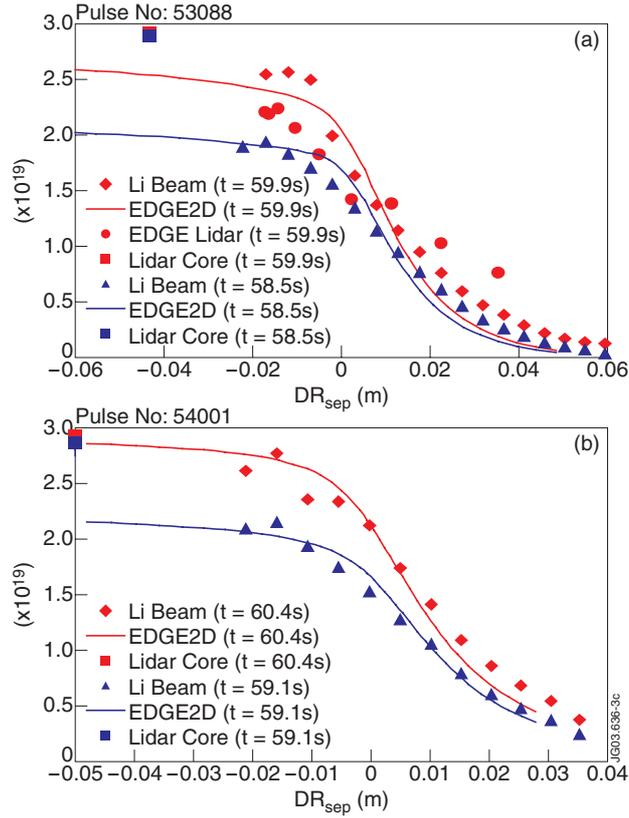 Pulse No: 53088
3.0
(a)
2.5
2.0
(x10¹⁹)
1.5
1.0
0.5
0
Li Beam (t = 59.9s)
EDGE2D (t = 59.9s)
EDGE Lidar (t = 59.9s)
Lidar Core (t = 59.9s)
Li Beam (t = 58.5s)
EDGE2D (t = 58.5s)
Lidar Core (t = 58.5s)
−0.06 −0.04 −0.02 0 0.02 0.04 0.06
DRsep (m)
Pulse No: 54001
3.0
(b)
2.5
2.0
(x10¹⁹)
1.5
1.0
0.5
0
Li Beam (t = 60.4s)
EDGE2D (t = 60.4s)
Lidar Core (t = 60.4s)
Li Beam (t = 59.1s)
EDGE2D (t = 59.1s)
Lidar Core (t = 59.1s)
−0.05 −0.04 −0.03 −0.02 −0.01 0 0.01 0.02 0.03 0.04
DRsep (m)
JG03.636-3c